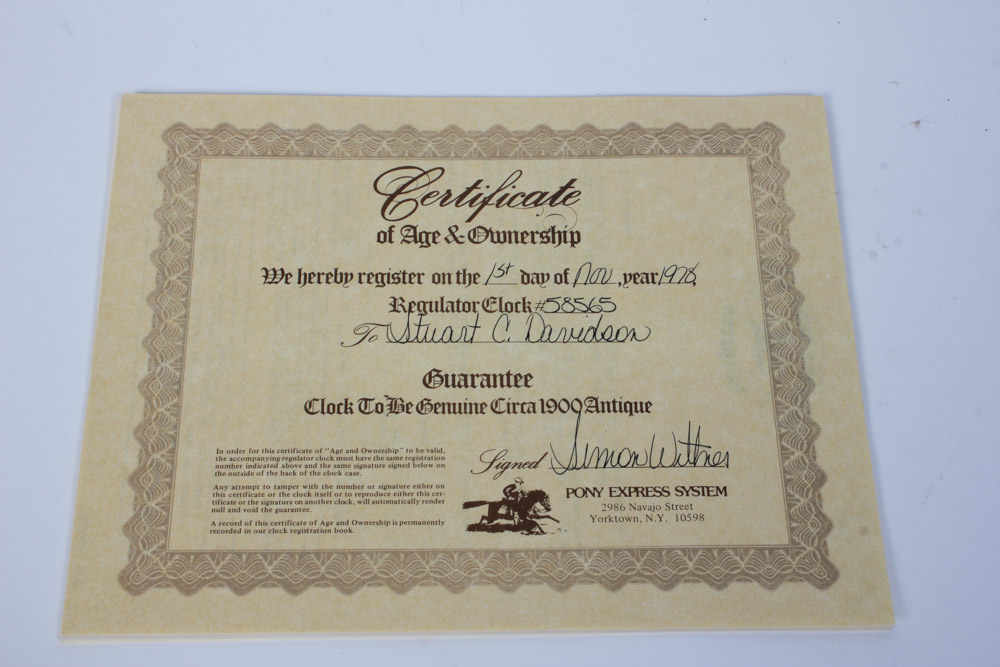 Certificate
of Age & Ownership
We hereby register on the 1st day of Nov, year 1978,
Regulator Clock #58565
To Stuart C. Davidson
Guarantee
Clock To Be Genuine Circa 1900 Antique
In order for this certificate of "Age and Ownership" to be valid,
the accompanying regulator clock must have the same registration
number indicated above and the same signature signed below on
the outside of the back of the clock case.
Any attempt to tamper with the number or signature either on
this certificate or the clock itself or to reproduce either this cer-
tificate or the signature on another clock, will automatically render
null and void the guarantee.
A record of this certificate of Age and Ownership is permanently
recorded in our clock registration book.
Signed Simon
PONY EXPRESS SYSTEM
2986 Navajo Street
Yorktown, N.Y. 10598